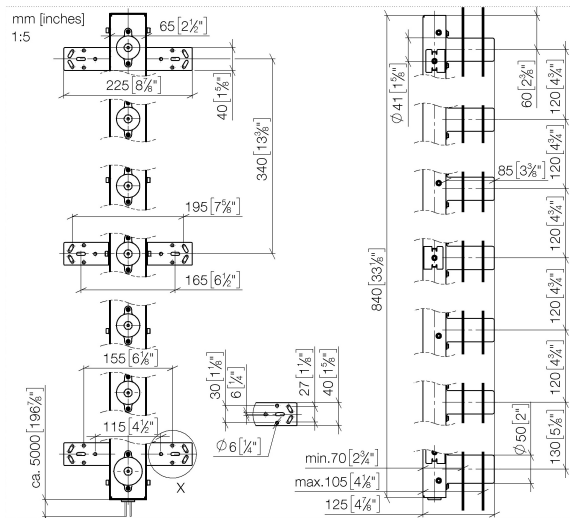 mm [inches]
1:5
65 [2½"]
225 [8⅞"]
40 [1⅝"]
340 [13⅜"]
195 [7⅝"]
165 [6½"]
155 [6⅛"]
115 [4½"]
ca. 5000 [196⅞"]
X
30 [1⅛"]
6 [¼"]
27 [1⅛"]
40 [1⅝"]
Ø6 [¼"]
Ø41 [1⅝"]
60 [2⅜"]
120 [4¾"]
120 [4¾"]
85 [3⅜"]
120 [4¾"]
840 [33⅛"]
120 [4¾"]
120 [4¾"]
Ø50 [2"]
130 [5⅛"]
min.70 [2¾"]
max.105 [4⅛"]
125 [4⅞"]